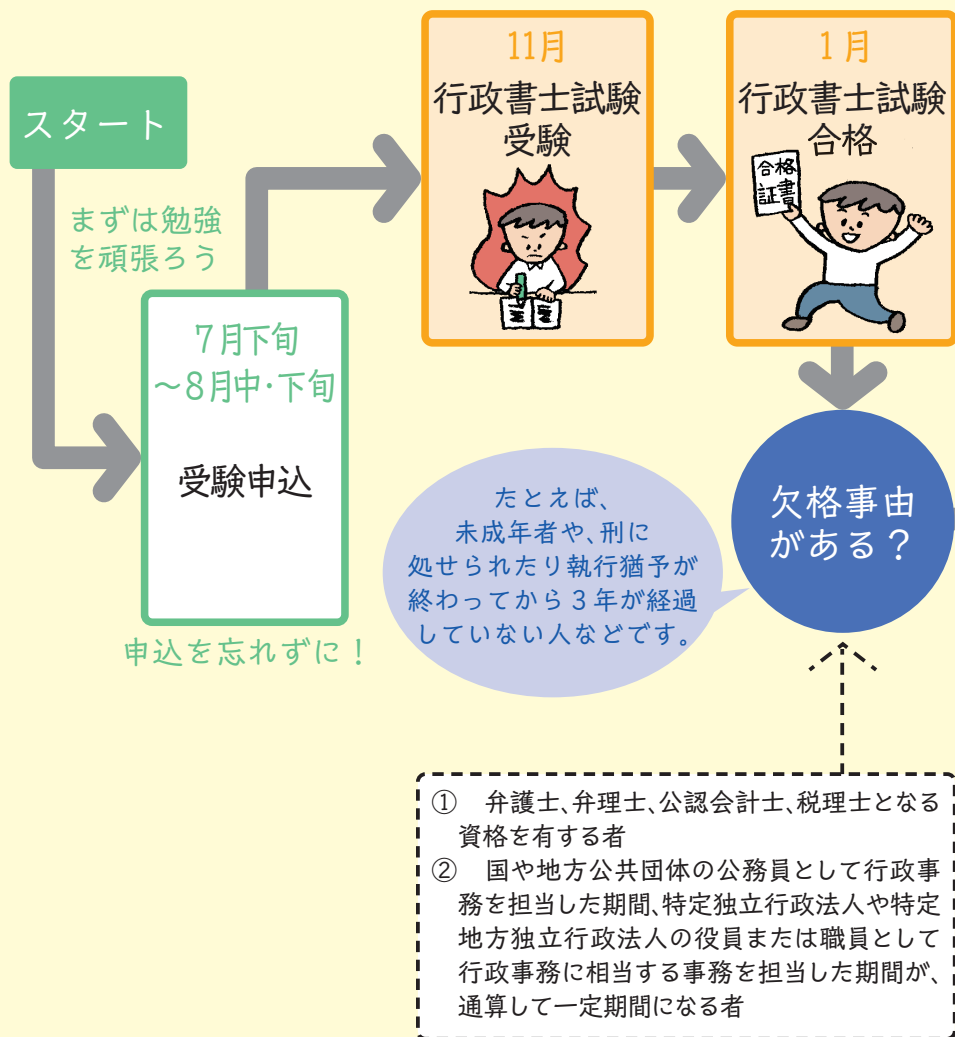 スタート
まずは勉強
を頑張ろう
7月下旬
～8月中・下旬
受験申込
申込を忘れずに！
11月
行政書士試験
受験
1月
行政書士試験
合格
合格
証書
欠格事由
がある？
たとえば、
未成年者や、刑に
処せられたり執行猶予が
終わってから3年が経過
していない人などです。
①　弁護士、弁理士、公認会計士、税理士となる
資格を有する者
②　国や地方公共団体の公務員として行政事
務を担当した期間、特定独立行政法人や特定
地方独立行政法人の役員または職員として
行政事務に相当する事務を担当した期間が、
通算して一定期間になる者